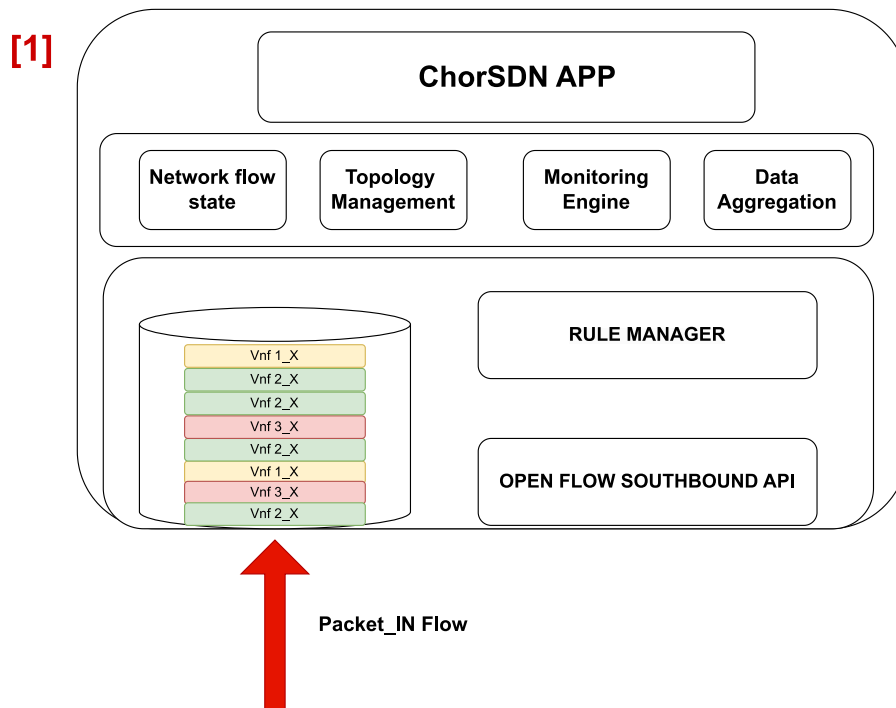 [1]
ChorSDN APP
Network flow
state
Topology
Management
Monitoring
Engine
Data
Aggregation
Vnf 1_X
Vnf 2_X
Vnf 2_X
Vnf 3_X
Vnf 2_X
Vnf 1_X
Vnf 3_X
Vnf 2_X
RULE MANAGER
OPEN FLOW SOUTHBOUND API
Packet_IN Flow